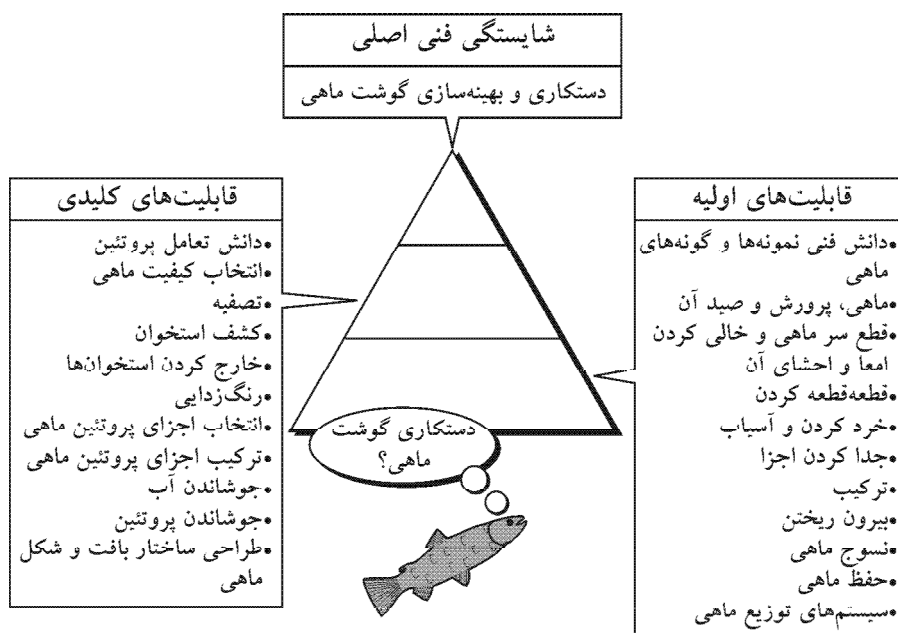 شایستگی فنی اصلی
دستکاری و بهینه‌سازی گوشت ماهی
قابلیت‌های اولیه
•دانش فنی نمونه‌ها و گونه‌های
ماهی
•ماهی، پرورش و صید آن
•قطع سر ماهی و خالی کردن
امعا و احشای آن
•قطعه‌قطعه کردن
•خرد کردن و آسیاب
•جدا کردن اجزا
•ترکیب
•بیرون ریختن
•نسوج ماهی
•حفظ ماهی
•سیستم‌های توزیع ماهی
قابلیت‌های کلیدی
•دانش تعامل پروتئین
•انتخاب کیفیت ماهی
•تصفیه
•کشف استخوان
•خارج کردن استخوان‌ها
•رنگ‌زدایی
•انتخاب اجزای پروتئین ماهی
•ترکیب اجزای پروتئین ماهی
•جوشاندن آب
•جوشاندن پروتئین
•طراحی ساختار بافت و شکل
ماهی
دستکاری گوشت
ماهی؟